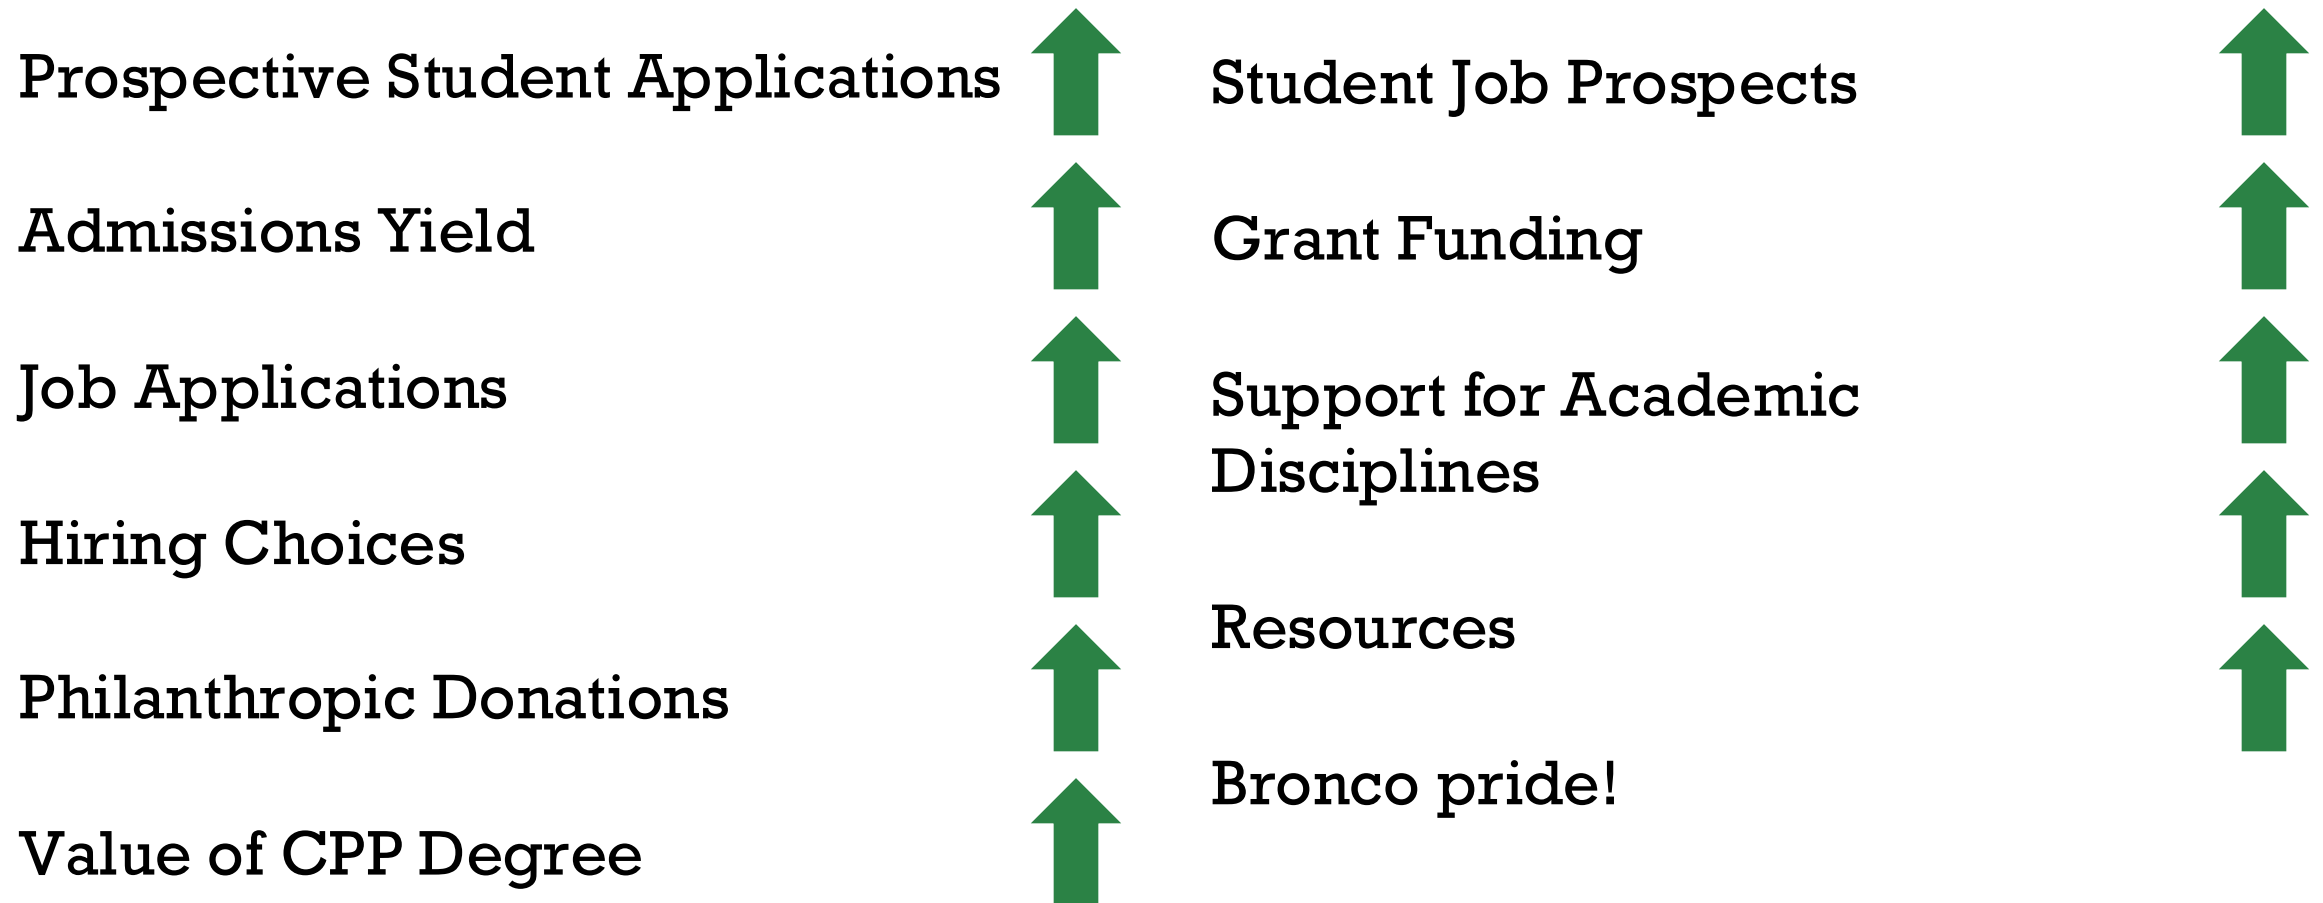 Prospective Student Applications
Admissions Yield
Job Applications
Hiring Choices
Philanthropic Donations
Value of CPP Degree
Student Job Prospects
Grant Funding
Support for Academic
Disciplines
Resources
Bronco pride!